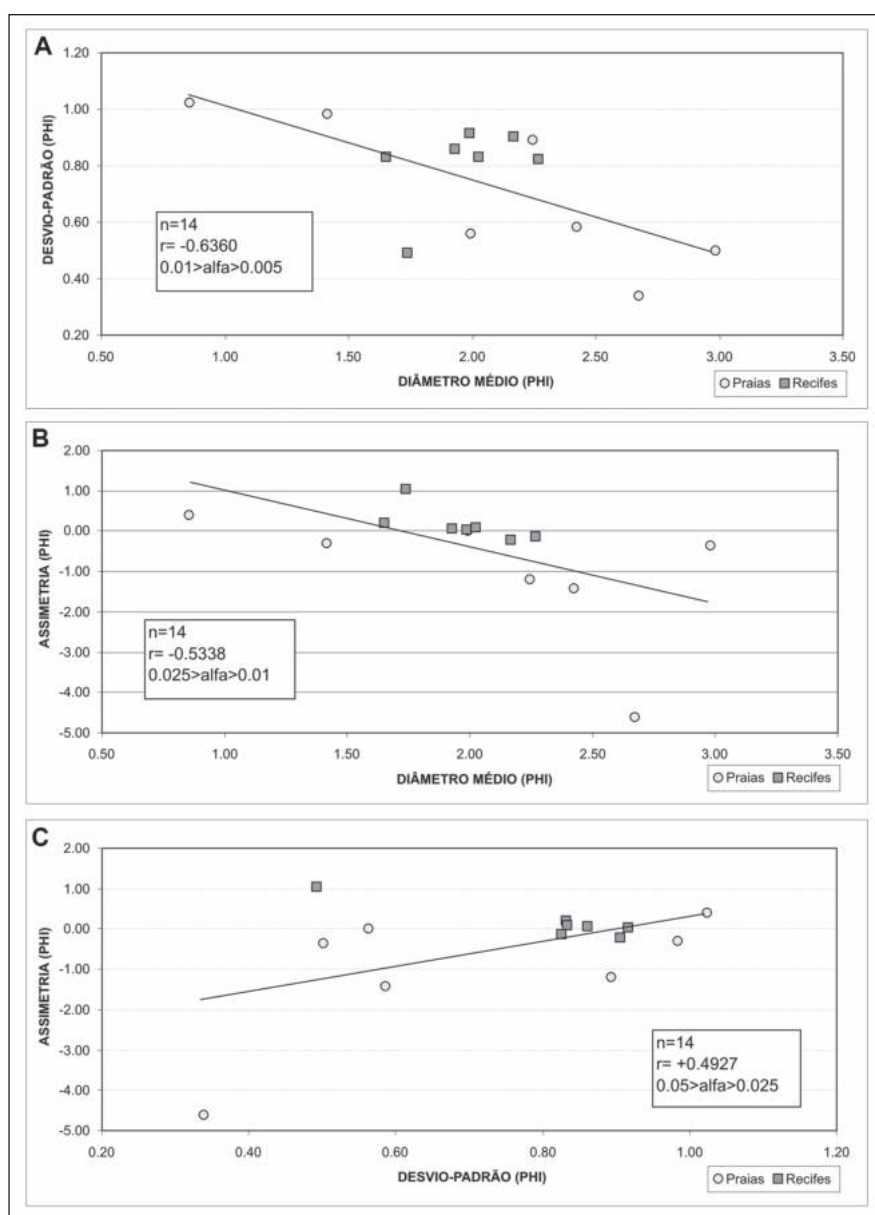 A
1.20
1.00
0.80
0.60
0.40
0.20
DESVIO-PADRÃO (PHI)
n=14
r= -0.6360
0.01>alfa>0.005
0.50 1.00 1.50 2.00 2.50 3.00 3.50
DIÂMETRO MÉDIO (PHI)
Praias Recifes
B
2.00
1.00
0.00
-1.00
-2.00
-3.00
-4.00
-5.00
ASSIMETRIA (PHI)
n=14
r= -0.5338
0.025>alfa>0.01
0.50 1.00 1.50 2.00 2.50 3.00 3.50
DIÂMETRO MÉDIO (PHI)
Praias Recifes
C
2.00
1.00
0.00
-1.00
-2.00
-3.00
-4.00
-5.00
ASSIMETRIA (PHI)
n=14
r= +0.4927
0.05>alfa>0.025
0.20 0.40 0.60 0.80 1.00 1.20
DESVIO-PADRÃO (PHI)
Praias Recifes